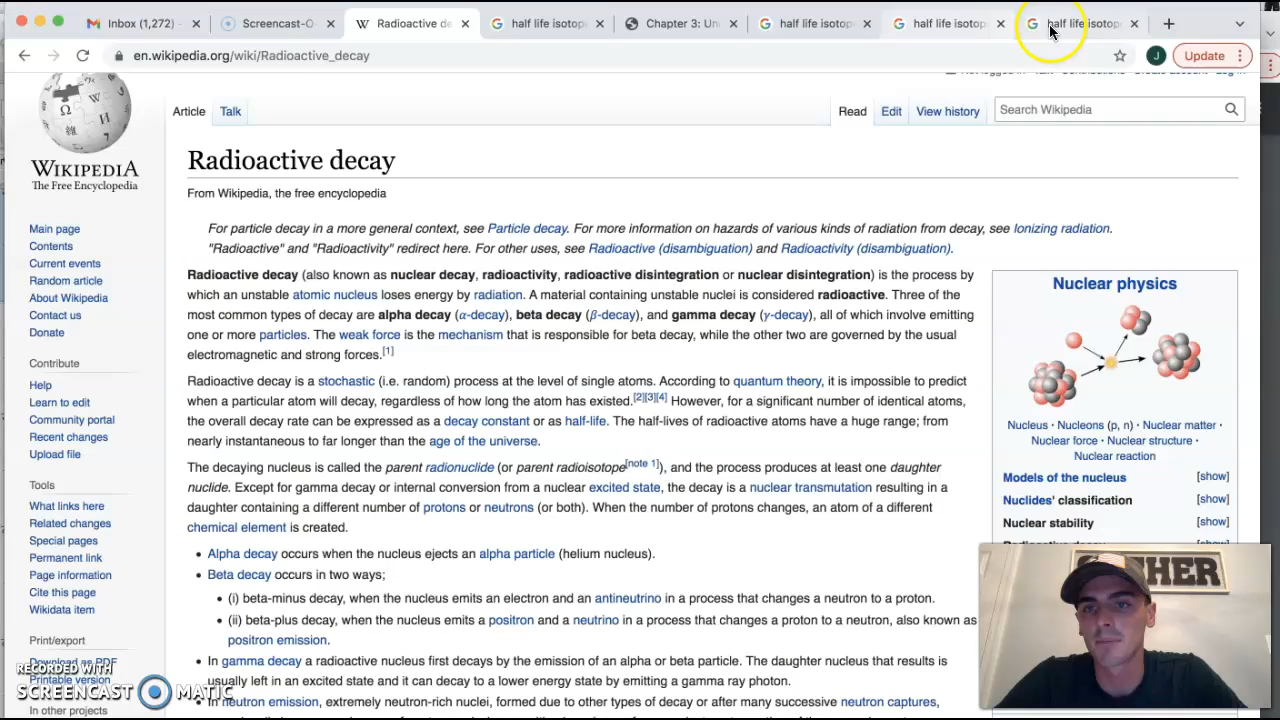 Inbox (1,272) -
Screencast-O-
Radioactive de
half life isotope
Chapter 3: Un
half life isotope
half life isotop
half life isotope
en.wikipedia.org/wiki/Radioactive_decay
J
Update
WIKIPEDIA
The Free Encyclopedia
Article
Talk
Read
Edit
View history
Search Wikipedia
Radioactive decay
From Wikipedia, the free encyclopedia
For particle decay in a more general context, see Particle decay. For more information on hazards of various kinds of radiation from decay, see Ionizing radiation.
"Radioactive" and "Radioactivity" redirect here. For other uses, see Radioactive (disambiguation) and Radioactivity (disambiguation).
Radioactive decay (also known as nuclear decay, radioactivity, radioactive disintegration or nuclear disintegration) is the process by
which an unstable atomic nucleus loses energy by radiation. A material containing unstable nuclei is considered radioactive. Three of the
most common types of decay are alpha decay (α-decay), beta decay (β-decay), and gamma decay (γ-decay), all of which involve emitting
one or more particles. The weak force is the mechanism that is responsible for beta decay, while the other two are governed by the usual
electromagnetic and strong forces.[1]
Radioactive decay is a stochastic (i.e. random) process at the level of single atoms. According to quantum theory, it is impossible to predict
when a particular atom will decay, regardless of how long the atom has existed.[2][3][4] However, for a significant number of identical atoms,
the overall decay rate can be expressed as a decay constant or as half-life. The half-lives of radioactive atoms have a huge range; from
nearly instantaneous to far longer than the age of the universe.
The decaying nucleus is called the parent radionuclide (or parent radioisotope[note 1]), and the process produces at least one daughter
nuclide. Except for gamma decay or internal conversion from a nuclear excited state, the decay is a nuclear transmutation resulting in a
daughter containing a different number of protons or neutrons (or both). When the number of protons changes, an atom of a different
chemical element is created.
• Alpha decay occurs when the nucleus ejects an alpha particle (helium nucleus).
• Beta decay occurs in two ways;
• (i) beta-minus decay, when the nucleus emits an electron and an antineutrino in a process that changes a neutron to a proton.
• (ii) beta-plus decay, when the nucleus emits a positron and a neutrino in a process that changes a proton to a neutron, also known as
positron emission.
• In gamma decay a radioactive nucleus first decays by the emission of an alpha or beta particle. The daughter nucleus that results is
usually left in an excited state and it can decay to a lower energy state by emitting a gamma ray photon.
• In neutron emission, extremely neutron-rich nuclei, formed due to other types of decay or after many successive neutron captures,
Main page
Contents
Current events
Random article
About Wikipedia
Contact us
Donate
Contribute
Help
Learn to edit
Community portal
Recent changes
Upload file
Tools
What links here
Related changes
Special pages
Permanent link
Page information
Cite this page
Wikidata item
Print/export
Download as PDF
Printable version
In other projects
RECORDED WITH
SCREENCAST MATIC
Nuclear physics
Nucleus · Nucleons (p, n) · Nuclear matter ·
Nuclear force · Nuclear structure ·
Nuclear reaction
Models of the nucleus [show]
Nuclides' classification [show]
Nuclear stability [show]